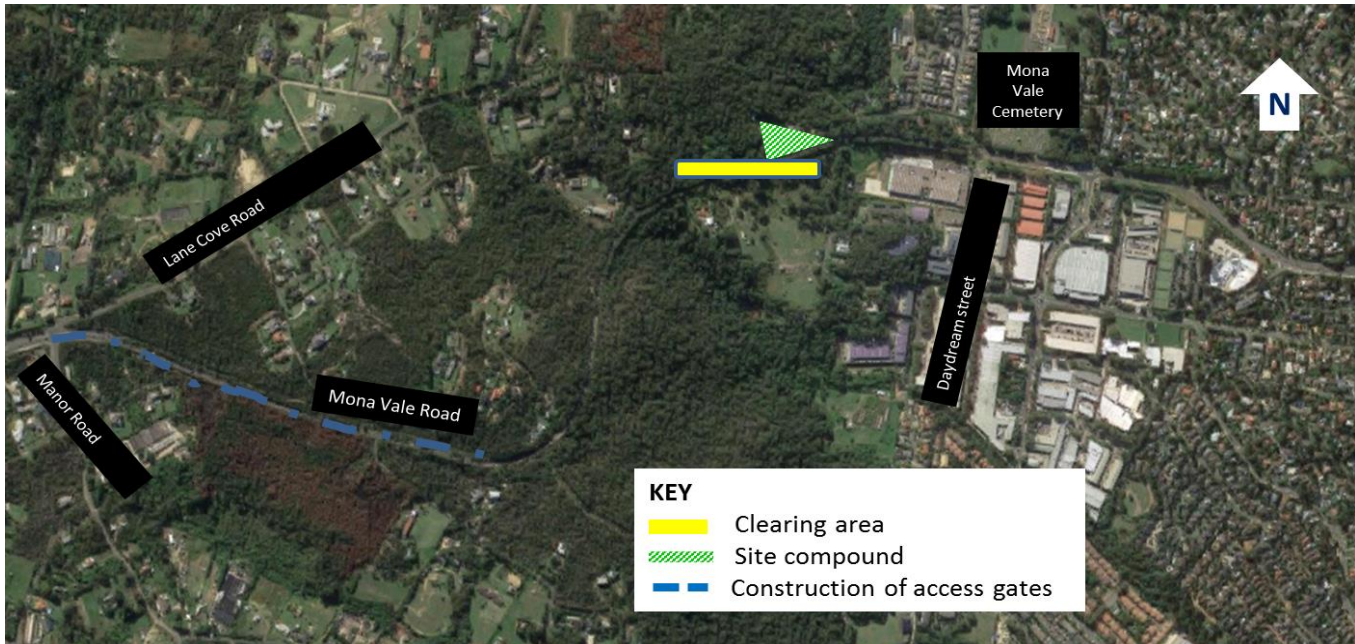 Mona
Vale
Cemetery
N
Lane Cove Road
Daydream street
Manor Road
Mona Vale Road
KEY
Clearing area
Site compound
Construction of access gates